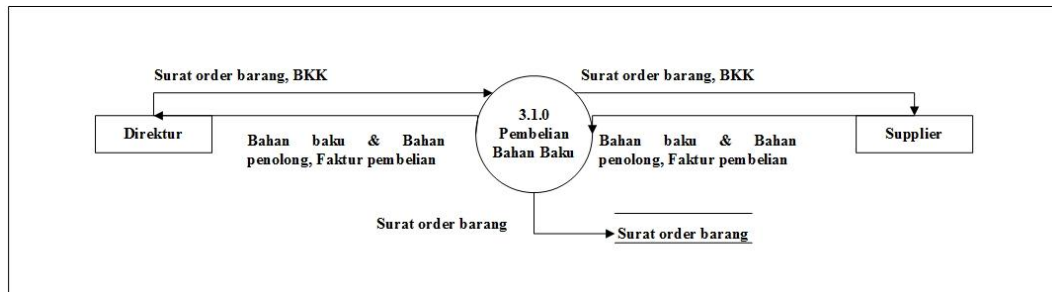 Surat order barang, BKK
Surat order barang, BKK
Direktur
3.1.0
Pembelian
Bahan Baku
Supplier
Bahan baku & Bahan
penolong, Faktur pembelian
Bahan baku & Bahan
penolong, Faktur pembelian
Surat order barang
Surat order barang